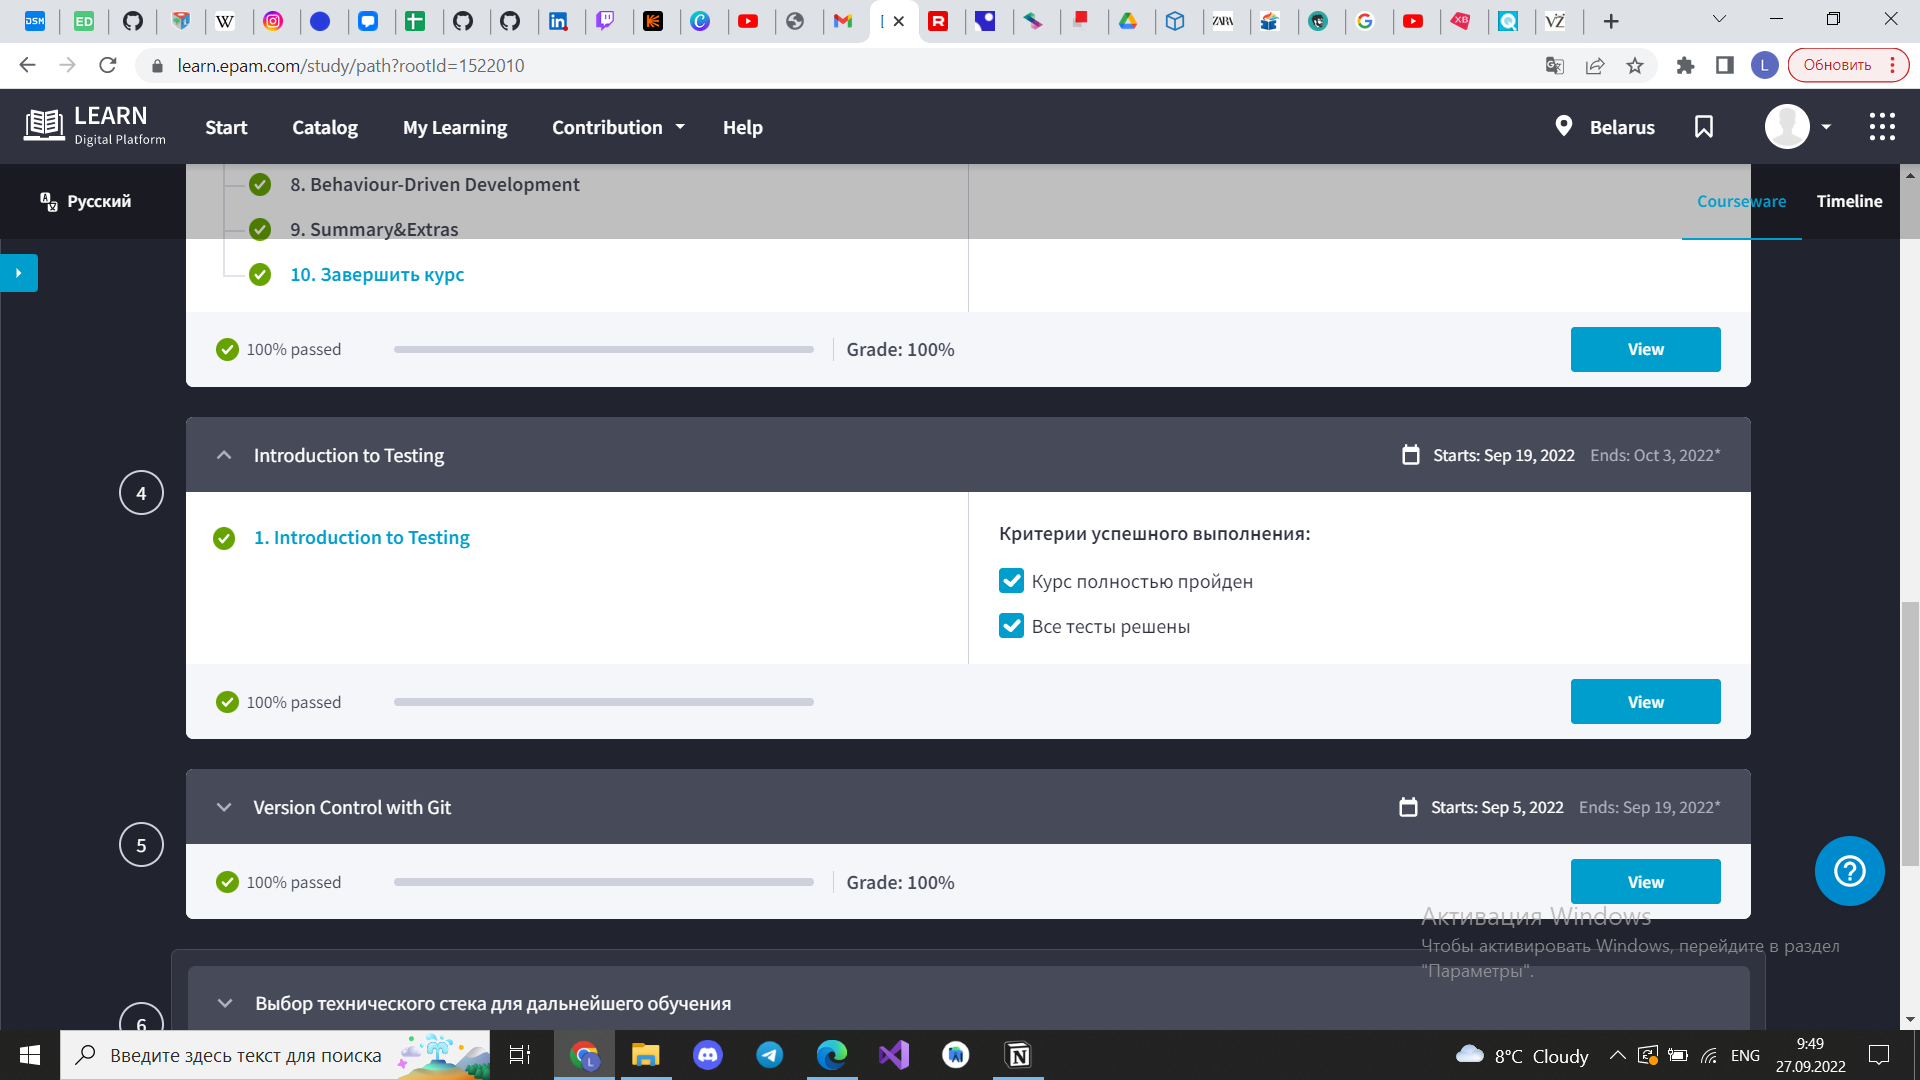 learn.epam.com/study/path?rootId=1522010
L
Обновить
LEARN
Digital Platform
Start
Catalog
My Learning
Contribution
Help
Belarus
Русский
Courseware
Timeline
8. Behaviour-Driven Development
9. Summary&Extras
10. Завершить курс
100% passed
Grade: 100%
View
4
Introduction to Testing
Starts: Sep 19, 2022
Ends: Oct 3, 2022*
1. Introduction to Testing
Критерии успешного выполнения:
Курс полностью пройден
Все тесты решены
100% passed
View
5
Version Control with Git
Starts: Sep 5, 2022
Ends: Sep 19, 2022*
100% passed
Grade: 100%
View
Активация Windows
Чтобы активировать Windows, перейдите в раздел
"Параметры".
6
Выбор технического стека для дальнейшего обучения
Введите здесь текст для поиска
8°C Cloudy
ENG
9:49
27.09.2022